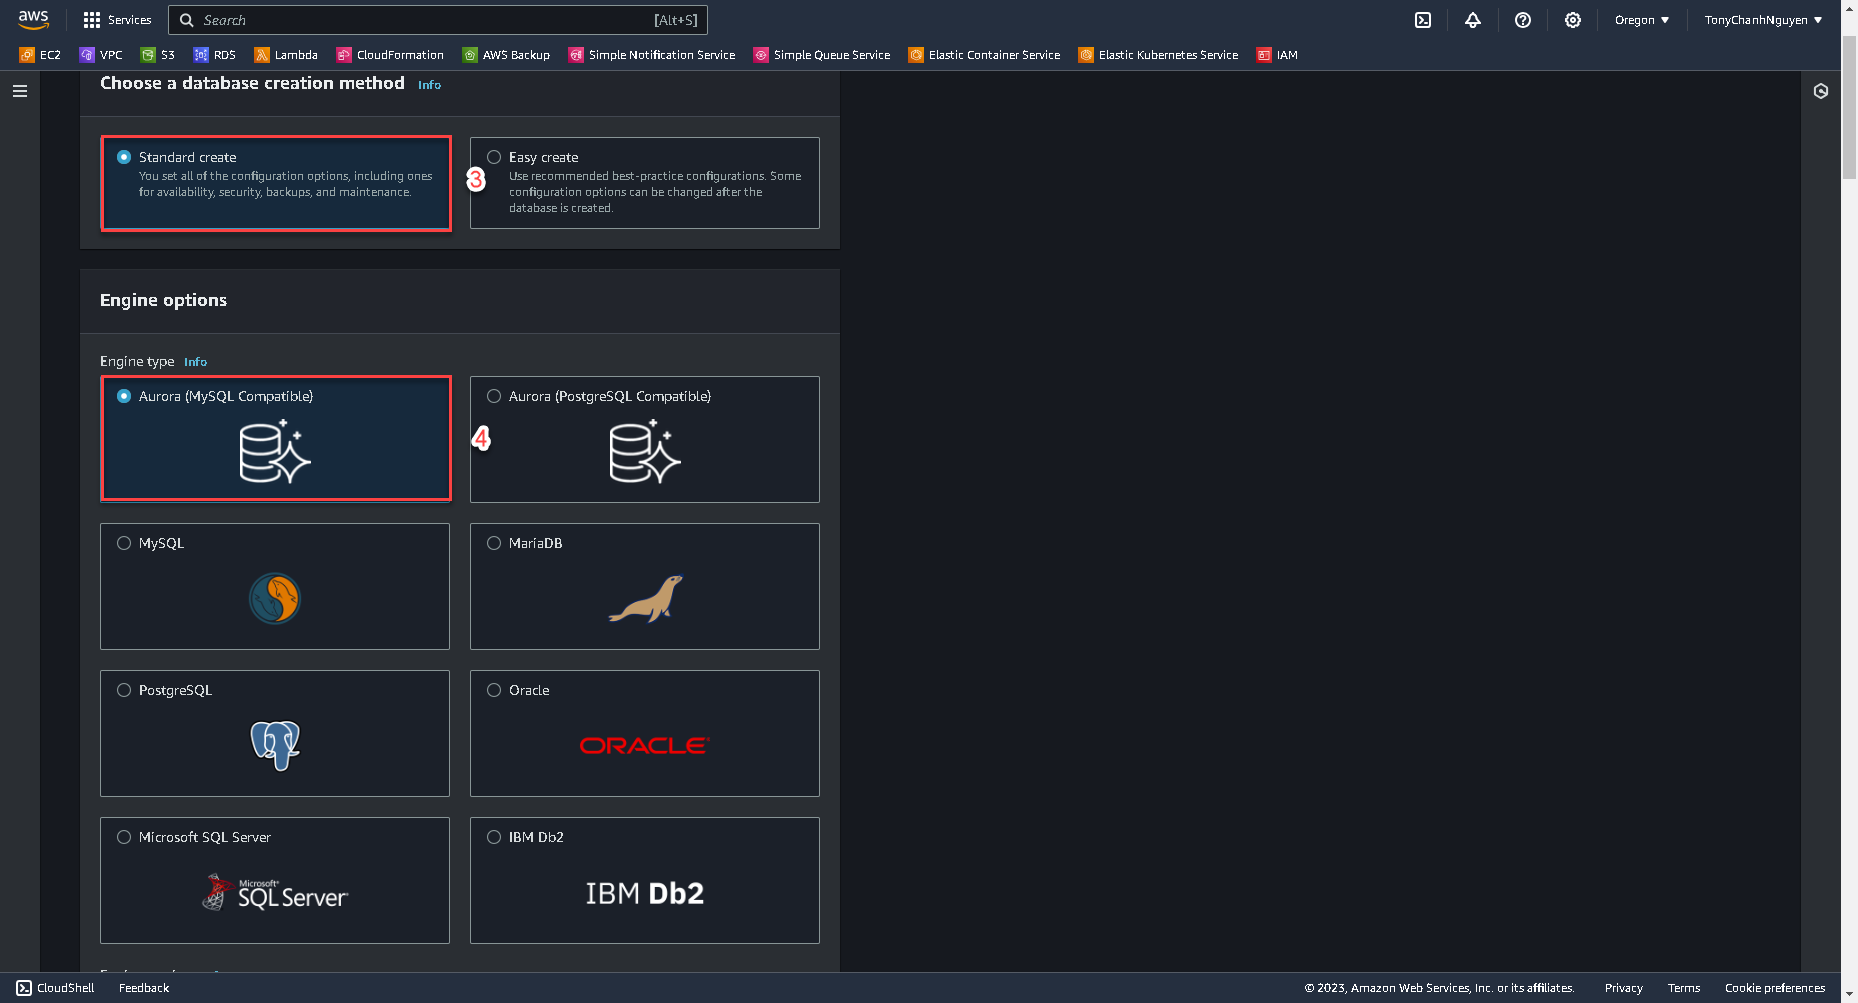 aws
Services
Search
[Alt+S]
Oregon
TonyChanhNguyen
EC2
VPC
S3
RDS
Lambda
CloudFormation
AWS Backup
Simple Notification Service
Simple Queue Service
Elastic Container Service
Elastic Kubernetes Service
IAM
Choose a database creation method Info
Standard create
You set all of the configuration options, including ones
for availability, security, backups, and maintenance.
3
Easy create
Use recommended best-practice configurations. Some
configuration options can be changed after the
database is created.
Engine options
Engine type Info
Aurora (MySQL Compatible)
4
Aurora (PostgreSQL Compatible)
MySQL
MariaDB
PostgreSQL
Oracle
ORACLE
Microsoft SQL Server
Microsoft
SQL Server
IBM Db2
IBM Db2
CloudShell
Feedback
© 2023, Amazon Web Services, Inc. or its affiliates.
Privacy
Terms
Cookie preferences